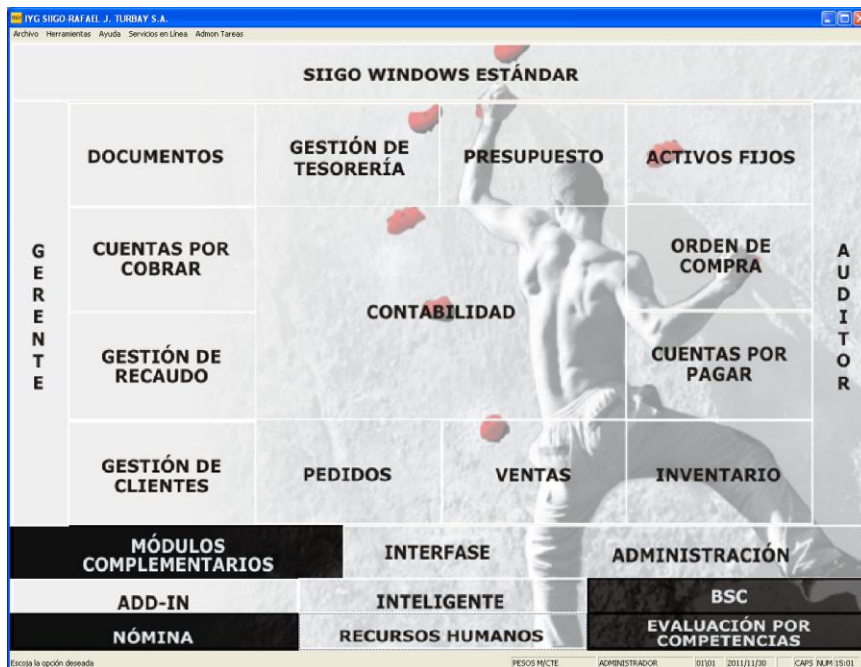 IYG SIIGO-RAFAEL J. TURBAY S.A.
Archivo Herramientas Ayuda Servicios en Línea Admon Tareas
SIIGO WINDOWS ESTÁNDAR
GERENTE
DOCUMENTOS
GESTIÓN DE
TESORERÍA
PRESUPUESTO
ACTIVOS FIJOS
CUENTAS POR
COBRAR
CONTABILIDAD
ORDEN DE
COMPRA
AUDITOR
GESTIÓN DE
RECAUDO
CUENTAS POR
PAGAR
GESTIÓN DE
CLIENTES
PEDIDOS
VENTAS
INVENTARIO
MÓDULOS
COMPLEMENTARIOS
INTERFASE
ADMINISTRACIÓN
ADD-IN
INTELIGENTE
BSC
NÓMINA
RECURSOS HUMANOS
EVALUACIÓN POR
COMPETENCIAS
Escoja la opción deseada PESOS M/CTE ADMINISTRADOR 01\01 2011/11/30 CAPS NUM 15:01